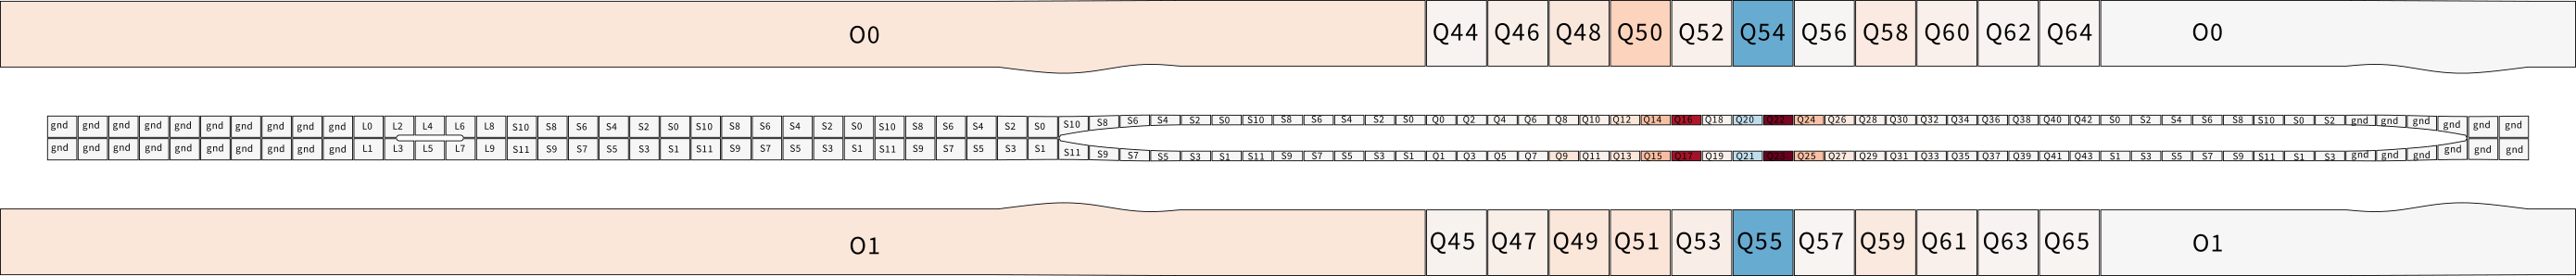 O0 Q44 Q46 Q48 Q50 Q52 Q54 Q56 Q58 Q60 Q62 Q64 O0
gnd gnd gnd gnd gnd gnd gnd gnd gnd gnd L0 L2 L4 L6 L8 S10 S8 S6 S4 S2 S0 S10 S8 S6 S4 S2 S0 S10 S8 S6 S4 S2 S0 S10 S8 S6 S4 S2 S0 S10 S8 S6 S4 S2 S0 Q0 Q2 Q4 Q6 Q8 Q10 Q12 Q14 Q16 Q18 Q20 Q22 Q24 Q26 Q28 Q30 Q32 Q34 Q36 Q38 Q40 Q42 S0 S2 S4 S6 S8 S10 S0 S2 gnd gnd gnd gnd gnd gnd
gnd gnd gnd gnd gnd gnd gnd gnd gnd gnd L1 L3 L5 L7 L9 S11 S9 S7 S5 S3 S1 S11 S9 S7 S5 S3 S1 S11 S9 S7 S5 S3 S1 S11 S9 S7 S5 S3 S1 S11 S9 S7 S5 S3 S1 Q1 Q3 Q5 Q7 Q9 Q11 Q13 Q15 Q17 Q19 Q21 Q23 Q25 Q27 Q29 Q31 Q33 Q35 Q37 Q39 Q41 Q43 S1 S3 S5 S7 S9 S11 S1 S3 gnd gnd gnd gnd gnd gnd
O1 Q45 Q47 Q49 Q51 Q53 Q55 Q57 Q59 Q61 Q63 Q65 O1